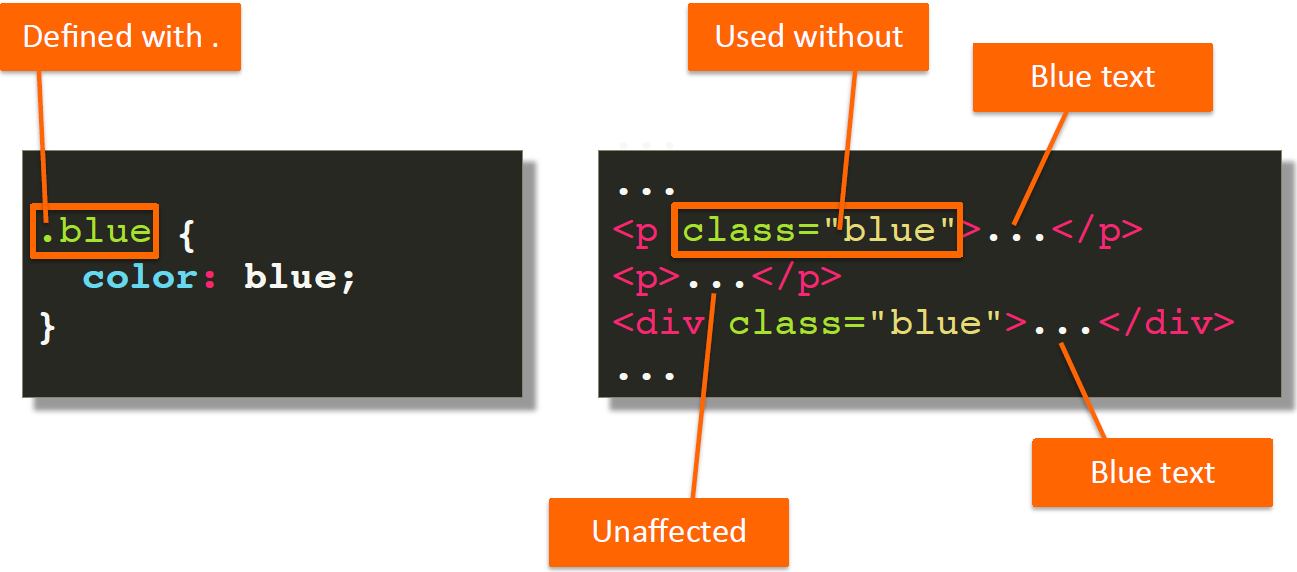 Defined with .
Used without
Blue text
.blue {
  color: blue;
}
...
<p class="blue">...</p>
<p>...</p>
<div class="blue">...</div>
...
Blue text
Unaffected